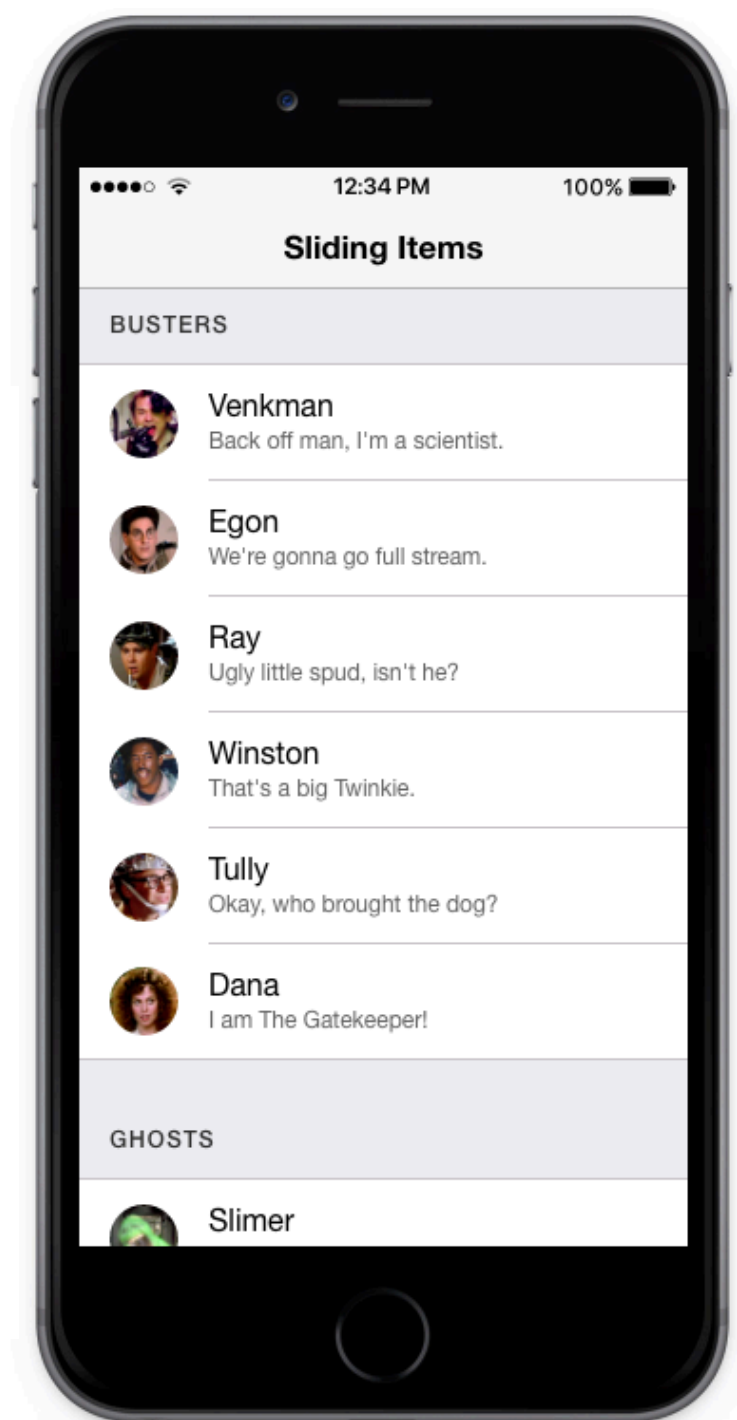 12:34 PM
100%
Sliding Items
BUSTERS
Venkman
Back off man, I'm a scientist.
Egon
We're gonna go full stream.
Ray
Ugly little spud, isn't he?
Winston
That's a big Twinkie.
Tully
Okay, who brought the dog?
Dana
I am The Gatekeeper!
GHOSTS
Slimer